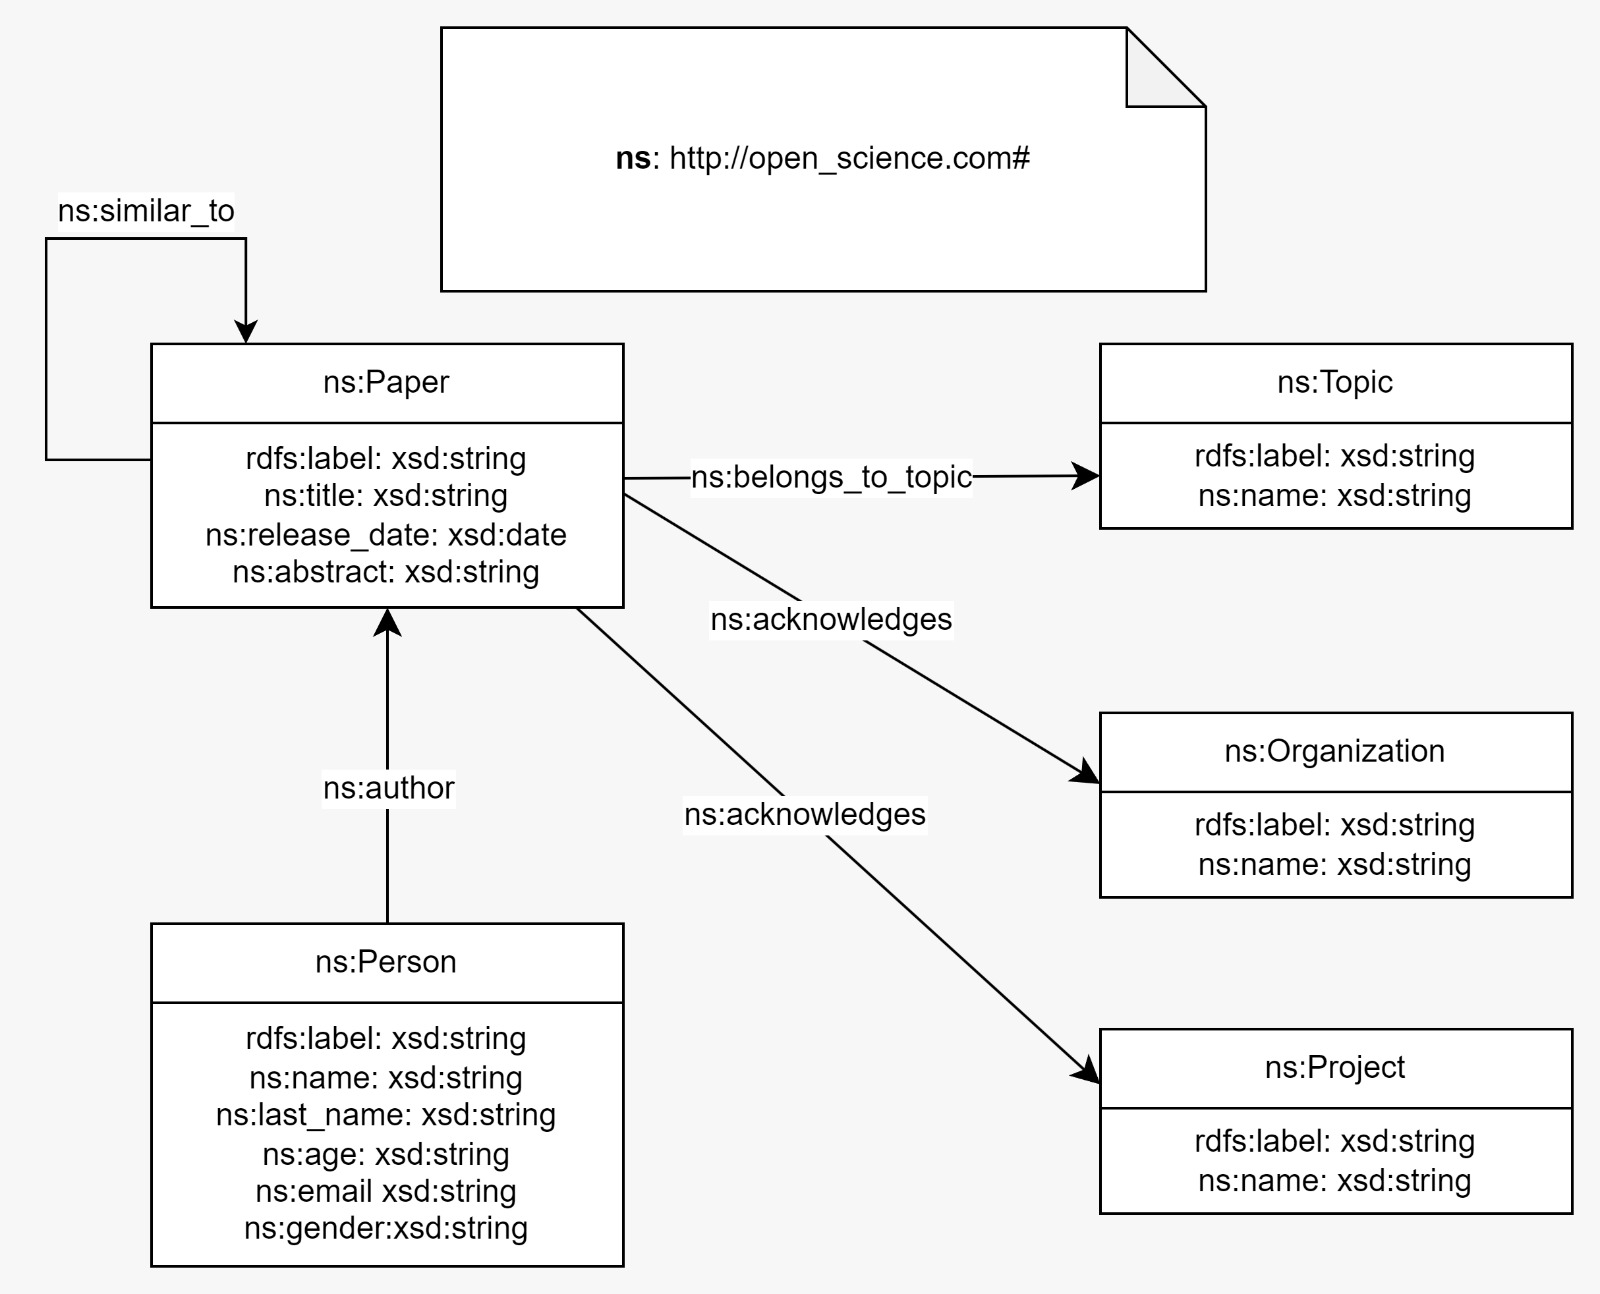 ns: http://open_science.com#
ns:similar_to
ns:Paper
rdfs:label: xsd:string
ns:title: xsd:string
ns:release_date: xsd:date
ns:abstract: xsd:string
ns:belongs_to_topic
ns:Topic
rdfs:label: xsd:string
ns:name: xsd:string
ns:acknowledges
ns:Organization
rdfs:label: xsd:string
ns:name: xsd:string
ns:author
ns:acknowledges
ns:Person
rdfs:label: xsd:string
ns:name: xsd:string
ns:last_name: xsd:string
ns:age: xsd:string
ns:email xsd:string
ns:gender:xsd:string
ns:Project
rdfs:label: xsd:string
ns:name: xsd:string